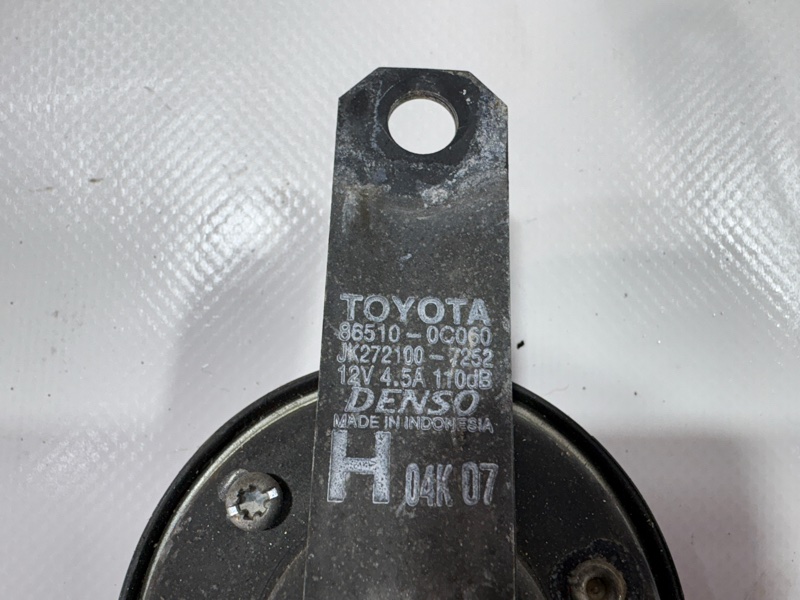 TOYOTA
86510-0C060
JK272100-7252
12V 4.5A 110dB
DENSO
MADE IN INDONESIA
H 04K 07